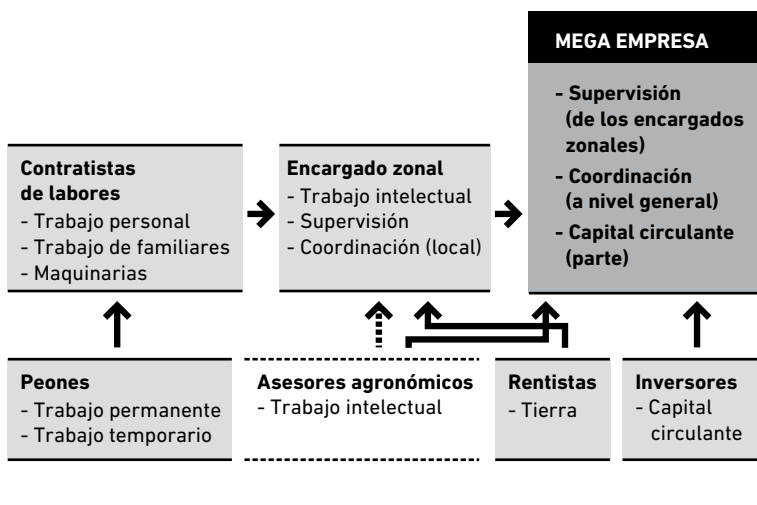 MEGA EMPRESA
- Supervisión
(de los encargados
zonales)
- Coordinación
(a nivel general)
- Capital circulante
(parte)
Contratistas
de labores
- Trabajo personal
- Trabajo de familiares
- Maquinarias
Encargado zonal
- Trabajo intelectual
- Supervisión
- Coordinación (local)
Peones
- Trabajo permanente
- Trabajo temporario
Asesores agronómicos
- Trabajo intelectual
Rentistas
- Tierra
Inversores
- Capital
circulante